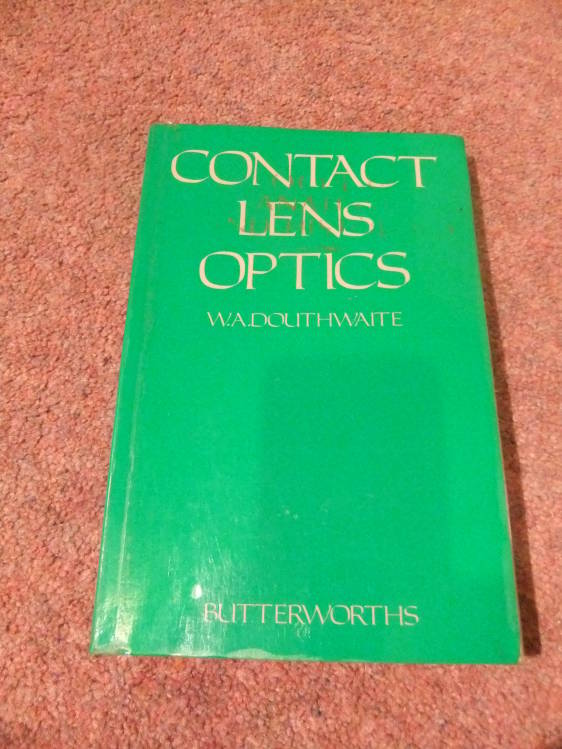 CONTACT
LENS
OPTICS
W.A.DOUTHWAITE
BUTTERWORTHS